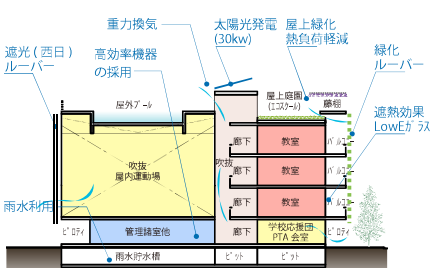 重力換気
太陽光発電
(30kw)
屋上緑化
熱負荷軽減
遮光(西日)
ルーバー
高効率機器
の採用
緑化
ルーバー
屋外プール
屋上庭園
(エコスクール)
藤棚
遮熱効果
LowEガラス
吹抜
屋内運動場
吹抜
廊下
教室
バルコニ
廊下
教室
バルコニ
廊下
教室
バルコニ
雨水利用
ピロティ
管理諸室他
廊下
学校応援団
PTA会室
ピロティ
雨水貯水槽
ピット
ピット